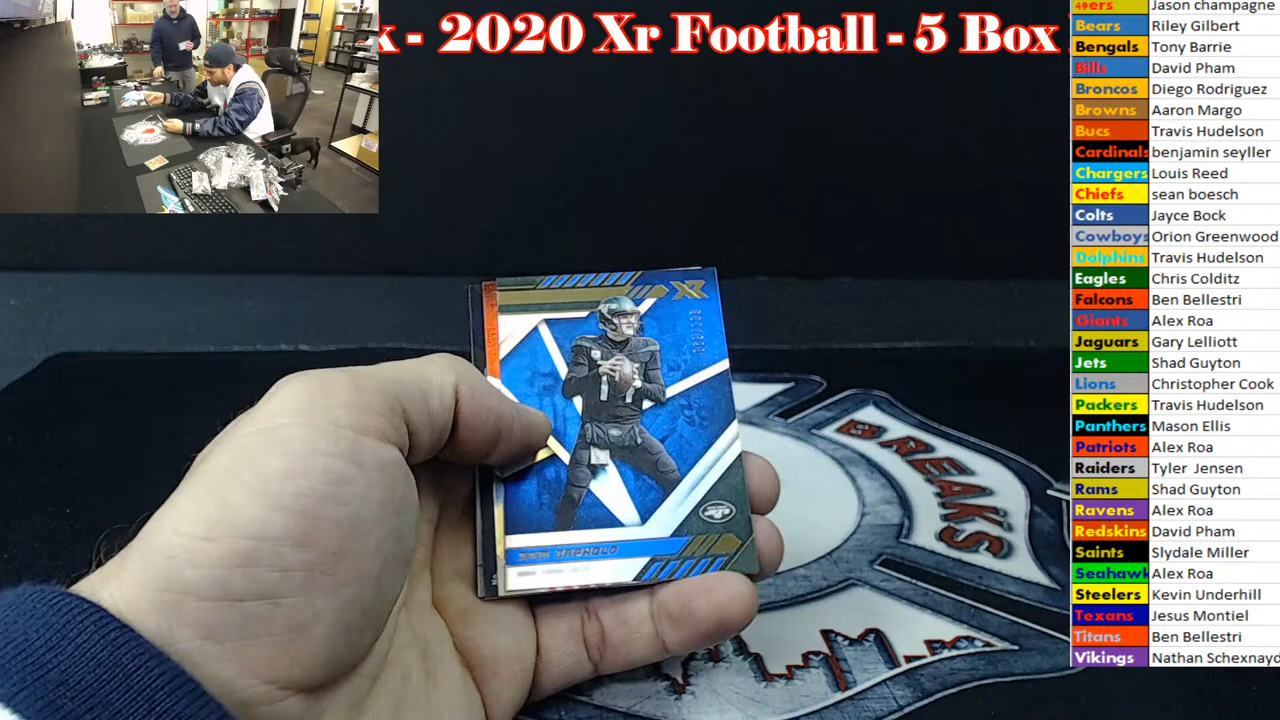 k - 2020 Xr Football - 5 Box
49ers Jason champagne
Bears Riley Gilbert
Bengals Tony Barrie
Bills David Pham
Broncos Diego Rodriguez
Browns Aaron Margo
Bucs Travis Hudelson
Cardinals benjamin seyller
Chargers Louis Reed
Chiefs sean boesch
Colts Jayce Bock
Cowboys Orion Greenwood
Dolphins Travis Hudelson
Eagles Chris Colditz
Falcons Ben Bellestri
Giants Alex Roa
Jaguars Gary Lelliott
Jets Shad Guyton
Lions Christopher Cook
Packers Travis Hudelson
Panthers Mason Ellis
Patriots Alex Roa
Raiders Tyler Jensen
Rams Shad Guyton
Ravens Alex Roa
Redskins David Pham
Saints Slydale Miller
Seahawk Alex Roa
Steelers Kevin Underhill
Texans Jesus Montiel
Titans Ben Bellestri
Vikings Nathan Schexnayd
XR
SAM DARNOLD
BREAKS